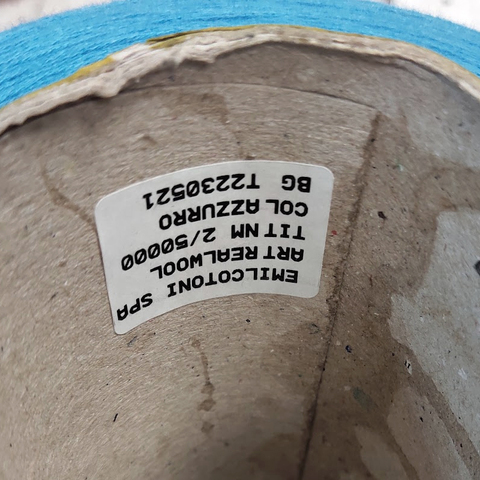 EMILCOTONI SPA
ART REALWOOL
TIT NM 2/50000
COL AZZURRO
BG T2230521